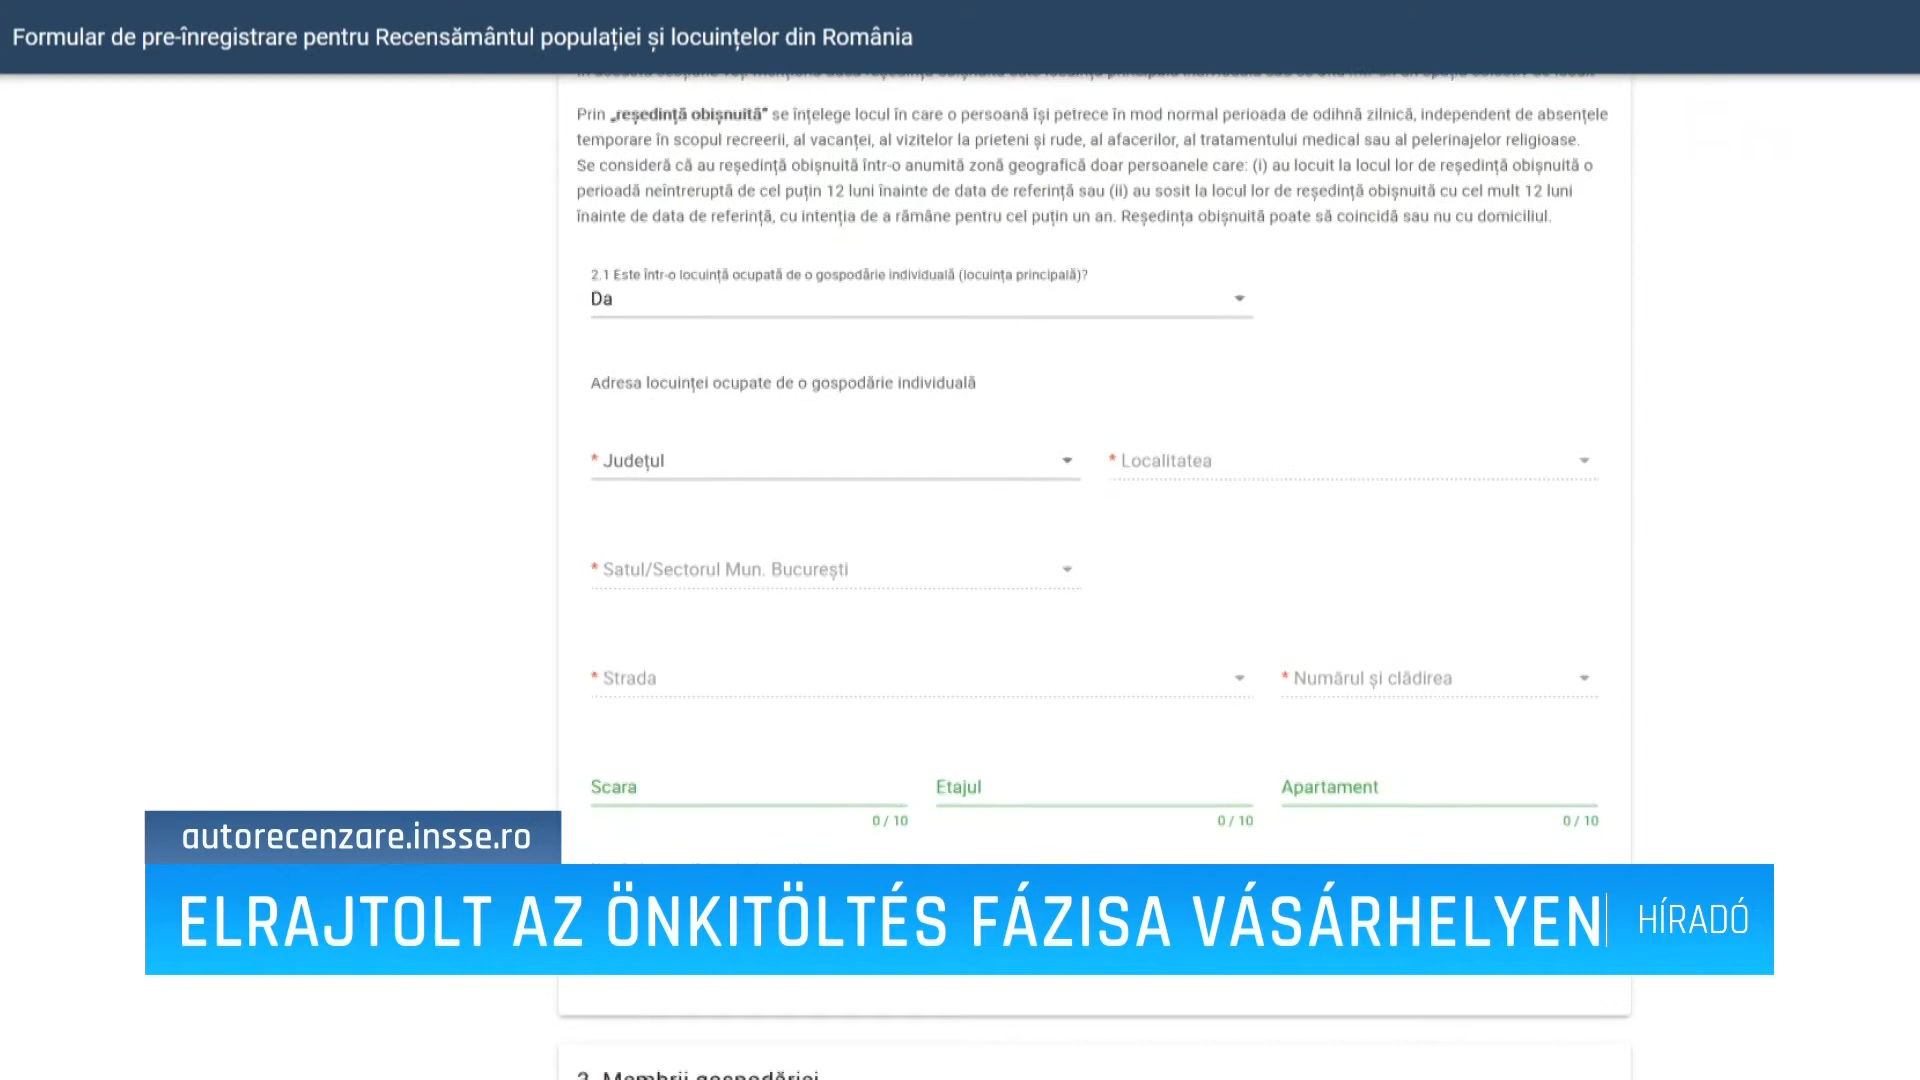 Formular de pre-înregistrare pentru Recensământul populației și locuințelor din România
Prin „reședință obișnuită" se înțelege locul în care o persoană își petrece în mod normal perioada de odihnă zilnică, independent de absențele
temporare în scopul recreerii, al vacanței, al vizitelor la prieteni și rude, al afacerilor, al tratamentului medical sau al pelerinajelor religioase.
Se consideră că au reședință obișnuită într-o anumită zonă geografică doar persoanele care: (i) au locuit la locul lor de reședință obișnuită o
perioadă neîntreruptă de cel puțin 12 luni înainte de data de referință sau (ii) au sosit la locul lor de reședință obișnuită cu cel mult 12 luni
înainte de data de referință, cu intenția de a rămâne pentru cel puțin un an. Reședința obișnuită poate să coincidă sau nu cu domiciliul.
2.1 Este într-o locuință ocupată de o gospodărie individuală (locuința principală)?
Da
Adresa locuinței ocupate de o gospodărie individuală
* Județul
* Localitatea
* Satul/Sectorul Mun. București
* Strada
* Numărul și clădirea
Scara
Etajul
Apartament
0 / 10
0 / 10
0 / 10
autorecenzare.insse.ro
ELRAJTOLT AZ ÖNKITÖLTÉS FÁZISA VÁSÁRHELYEN
HÍRADÓ
3. Membrii gospodăriei